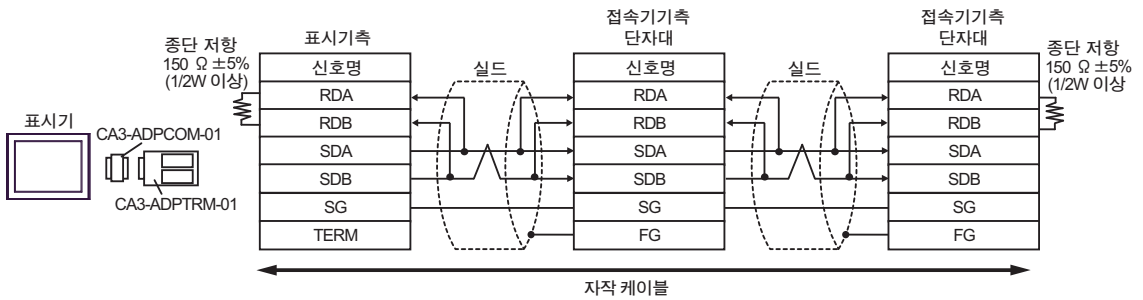 종단 저항
150 Ω ±5%
(1/2W 이상)
표시기
CA3-ADPCOM-01
CA3-ADPTRM-01
표시기측
신호명
RDA
RDB
SDA
SDB
SG
TERM
실드
접속기기측
단자대
신호명
RDA
RDB
SDA
SDB
SG
FG
실드
접속기기측
단자대
신호명
RDA
RDB
SDA
SDB
SG
FG
종단 저항
150 Ω ±5%
(1/2W 이상
자작 케이블